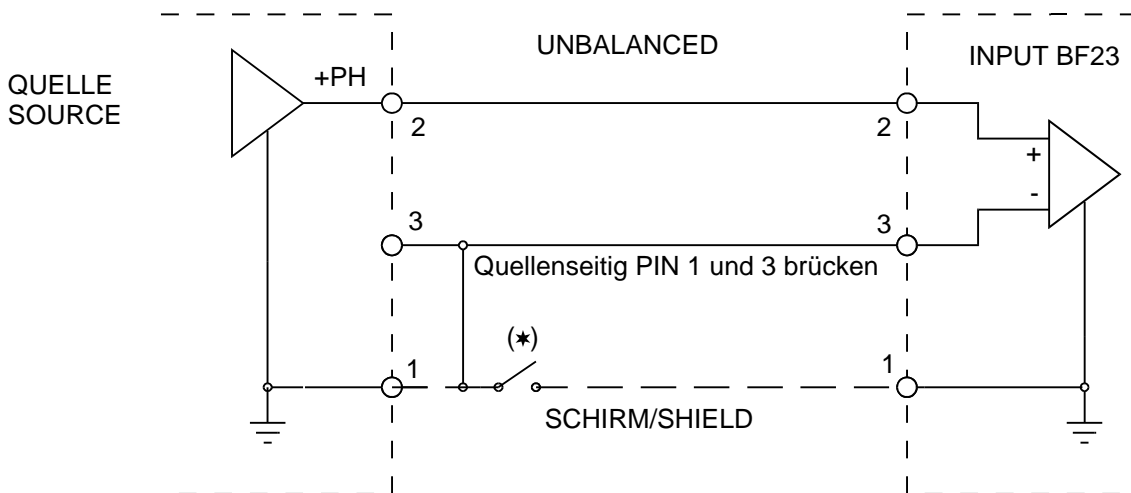 UNBALANCED
INPUT BF23
QUELLE
SOURCE
+PH
2
2
+
-
3
3
Quellenseitig PIN 1 und 3 brücken
(✶)
1
1
SCHIRM/SHIELD